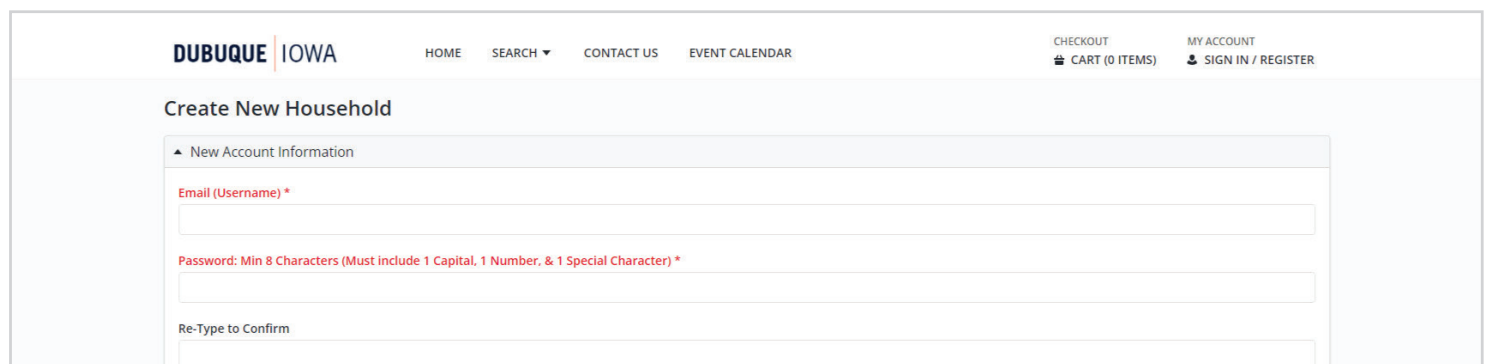 DUBUQUE IOWA
HOME SEARCH CONTACT US EVENT CALENDAR
CHECKOUT
CART (0 ITEMS)
MY ACCOUNT
SIGN IN / REGISTER
Create New Household
New Account Information
Email (Username) *
Password: Min 8 Characters (Must include 1 Capital, 1 Number, & 1 Special Character) *
Re-Type to Confirm